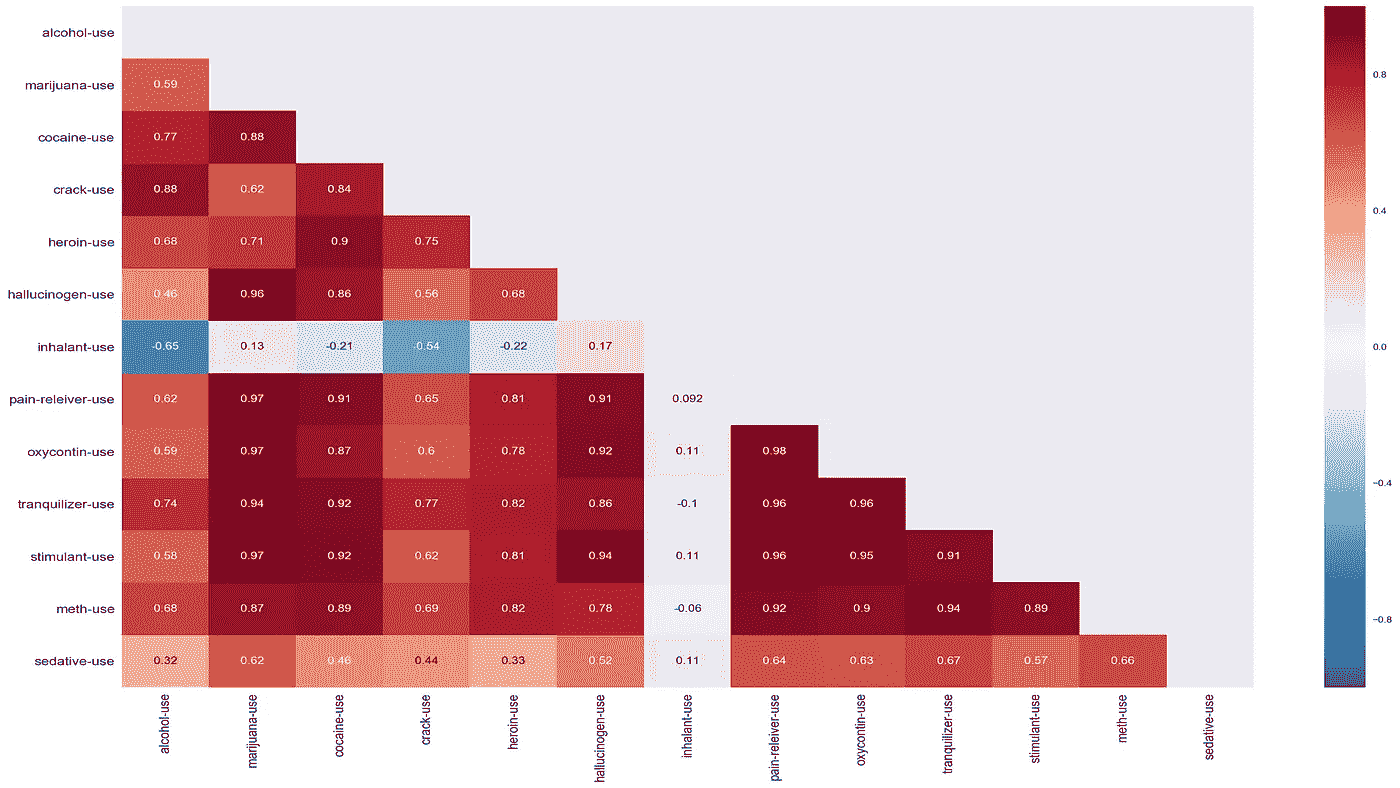 alcohol-use
0.8
marijuana-use 0.59
cocaine-use 0.77 0.88
crack-use 0.88 0.62 0.84
0.4
heroin-use 0.68 0.71 0.9 0.75
hallucinogen-use 0.46 0.96 0.86 0.56 0.68
inhalant-use -0.65 0.13 -0.21 -0.54 -0.22 0.17 0.0
pain-releiver-use 0.62 0.97 0.91 0.65 0.81 0.91 0.092
oxycontin-use 0.59 0.97 0.87 0.6 0.78 0.92 0.11 0.98
-0.4
tranquilizer-use 0.74 0.94 0.92 0.77 0.82 0.86 -0.1 0.96 0.96
stimulant-use 0.58 0.97 0.92 0.62 0.81 0.94 0.11 0.96 0.95 0.91
meth-use 0.68 0.87 0.89 0.69 0.82 0.78 -0.06 0.92 0.9 0.94 0.89
-0.8
sedative-use 0.32 0.62 0.46 0.44 0.33 0.52 0.11 0.64 0.63 0.67 0.57 0.66
alcohol-use
marijuana-use
cocaine-use
crack-use
heroin-use
hallucinogen-use
inhalant-use
pain-releiver-use
oxycontin-use
tranquilizer-use
stimulant-use
meth-use
sedative-use